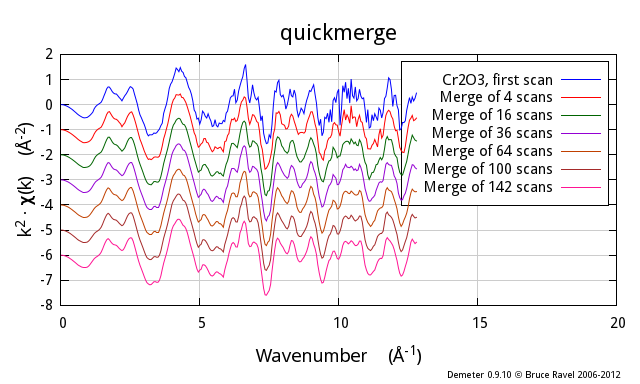 quickmerge
2
1
0
-1
-2
-3
-4
-5
-6
-7
-8
k² · χ(k) (Å⁻²)
Cr2O3, first scan
Merge of 4 scans
Merge of 16 scans
Merge of 36 scans
Merge of 64 scans
Merge of 100 scans
Merge of 142 scans
0 5 10 15 20
Wavenumber (Å⁻¹)
Demeter 0.9.10 © Bruce Ravel 2006-2012